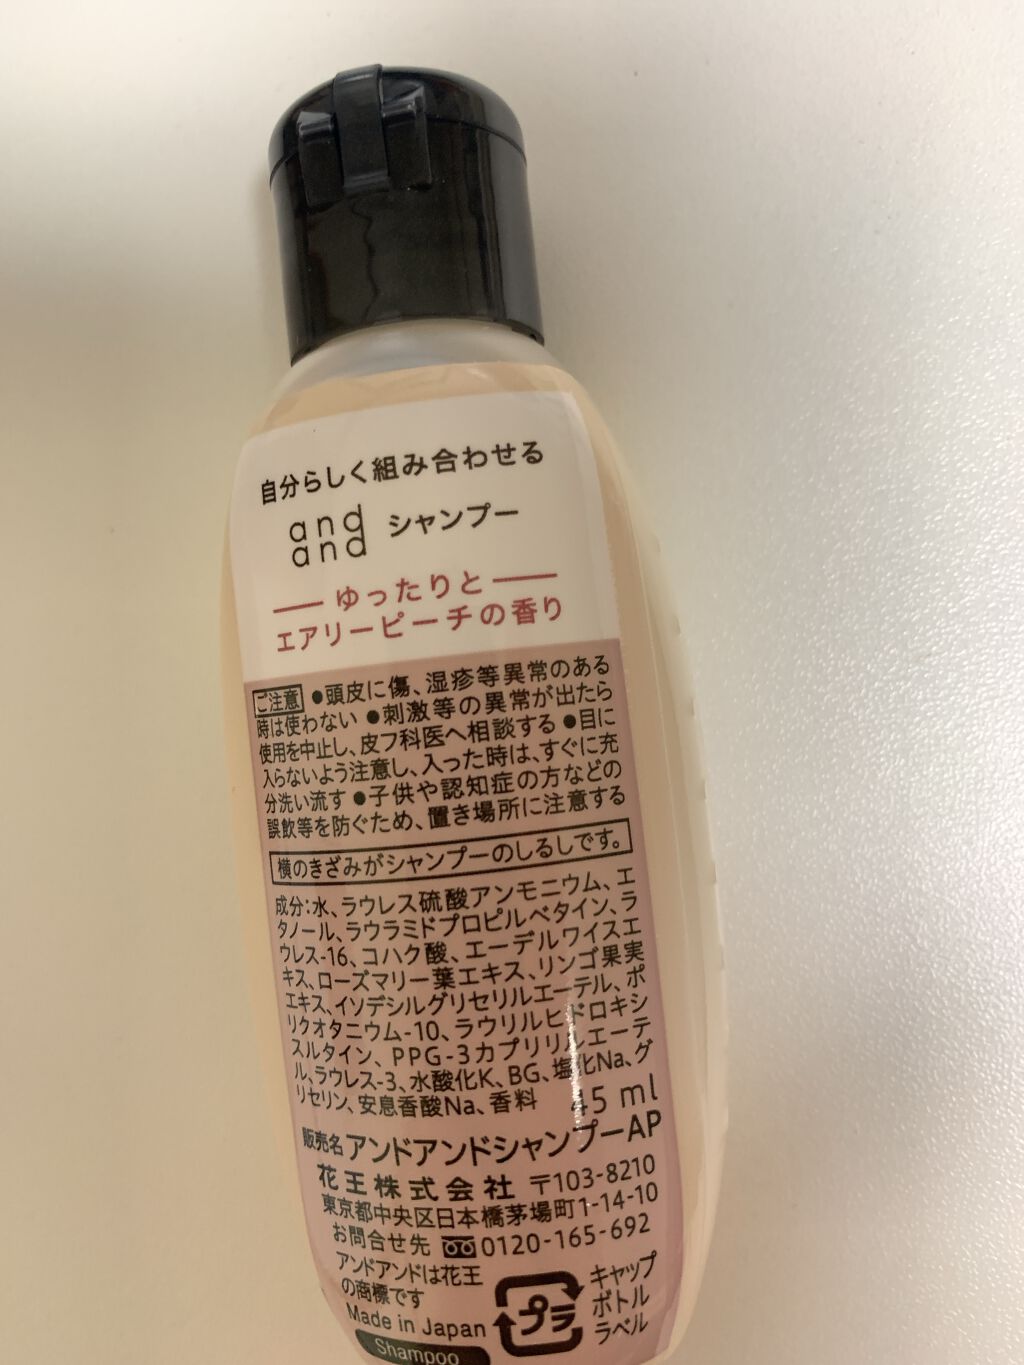 自分らしく組み合わせる
and
and シャンプー
ゆったりと
エアリーピーチの香り
ご注意 ●頭皮に傷、湿疹等異常のある
時は使わない ●刺激等の異常が出たら
使用を中止し、皮フ科医へ相談する ●目に
入らないよう注意し、入った時は、すぐに充
分洗い流す ●子供や認知症の方などの
誤飲等を防ぐため、置き場所に注意する
横のきざみがシャンプーのしるしです。
成分:水、ラウレス硫酸アンモニウム、エ
タノール、ラウラミドプロピルベタイン、ラ
ウレス-16、コハク酸、エーデルワイスエ
キス、ローズマリー葉エキス、リンゴ果実
エキス、イソデシルグリセリルエーテル、ポ
リクオタニウム-10、ラウリルヒドロキシ
スルタイン、PPG-3カプリリルエーテ
ル、ラウレス-3、水酸化K、BG、塩化Na、グ
リセリン、安息香酸Na、香料 45 ml
販売名 アンドアンドシャンプーAP
花王株式会社 〒103-8210
東京都中央区日本橋茅場町1-14-10
お問合せ先 0120-165-692
アンドアンドは花王
の商標です
Made in Japan
プラ
キャップ
ボトル
ラベル
Shampoo